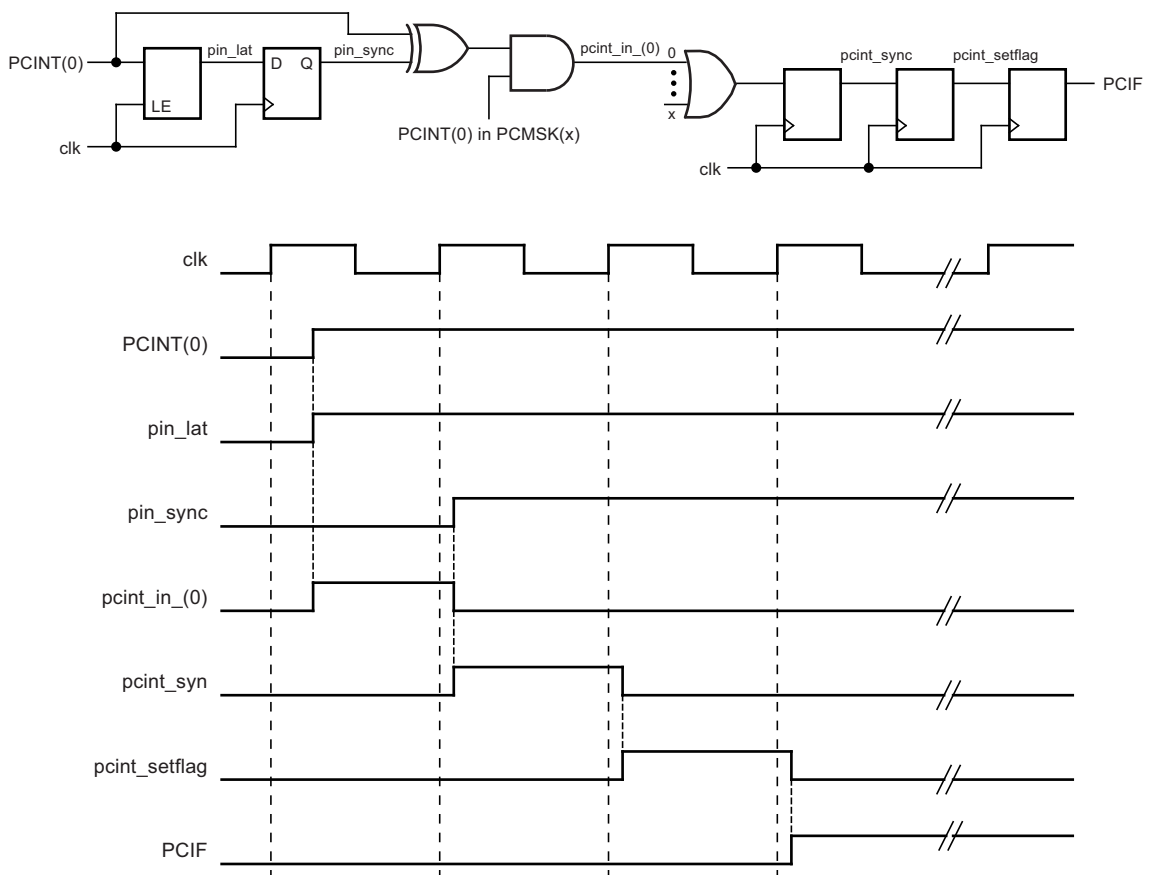 PCINT(0)
pin_lat
D Q
pin_sync
LE
clk
PCINT(0) in PCMSK(x)
pcint_in_(0)
0
x
pcint_sync
pcint_setflag
PCIF
clk
clk
PCINT(0)
pin_lat
pin_sync
pcint_in_(0)
pcint_syn
pcint_setflag
PCIF